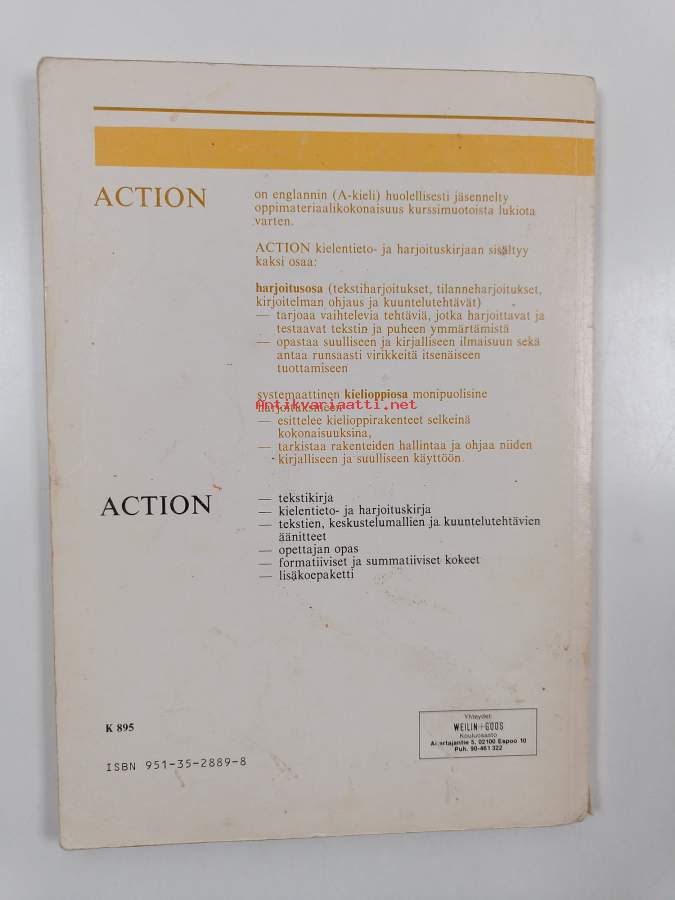 ACTION
on englannin (A-kieli) huolellisesti jäsennelty
oppimateriaalikokonaisuus kurssimuotoista lukiota
varten.
ACTION kielentieto- ja harjoituskirjaan sisältyy
kaksi osaa:
harjoitusosa (tekstiharjoitukset, tilanneharjoitukset,
kirjoitelman ohjaus ja kuuntelutehtävät)
— tarjoaa vaihtelevia tehtäviä, jotka harjoittavat ja
testaavat tekstin ja puheen ymmärtämistä
— opastaa suulliseen ja kirjalliseen ilmaisuun sekä
antaa runsaasti virikkeitä itsenäiseen
tuottamiseen
systemaattinen kielioppiosa monipuolisine
Antikvariaatti.net
harjoituksineen
— esittelee kielioppirakenteet selkeinä
kokonaisuuksina,
— tarkistaa rakenteiden hallintaa ja ohjaa niiden
kirjalliseen ja suulliseen käyttöön.
ACTION
— tekstikirja
— kielentieto- ja harjoituskirja
— tekstien, keskustelumallien ja kuuntelutehtävien
äänitteet
— opettajan opas
— formatiiviset ja summatiiviset kokeet
— lisäkoepaketti
K 895
ISBN 951-35-2889-8
Yhteydet:
WEILIN+GÖÖS
Kouluosasto
5, 02100 Espoo 10
Puh. 90-461 322